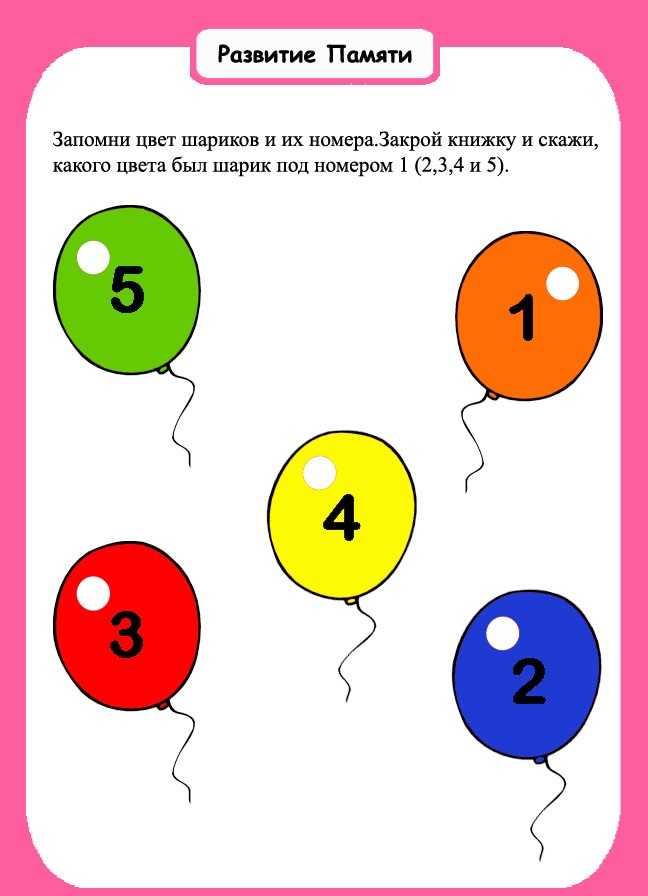 Развитие Памяти
Запомни цвет шариков и их номера.Закрой книжку и скажи,
какого цвета был шарик под номером 1 (2,3,4 и 5).
5
1
4
3
2